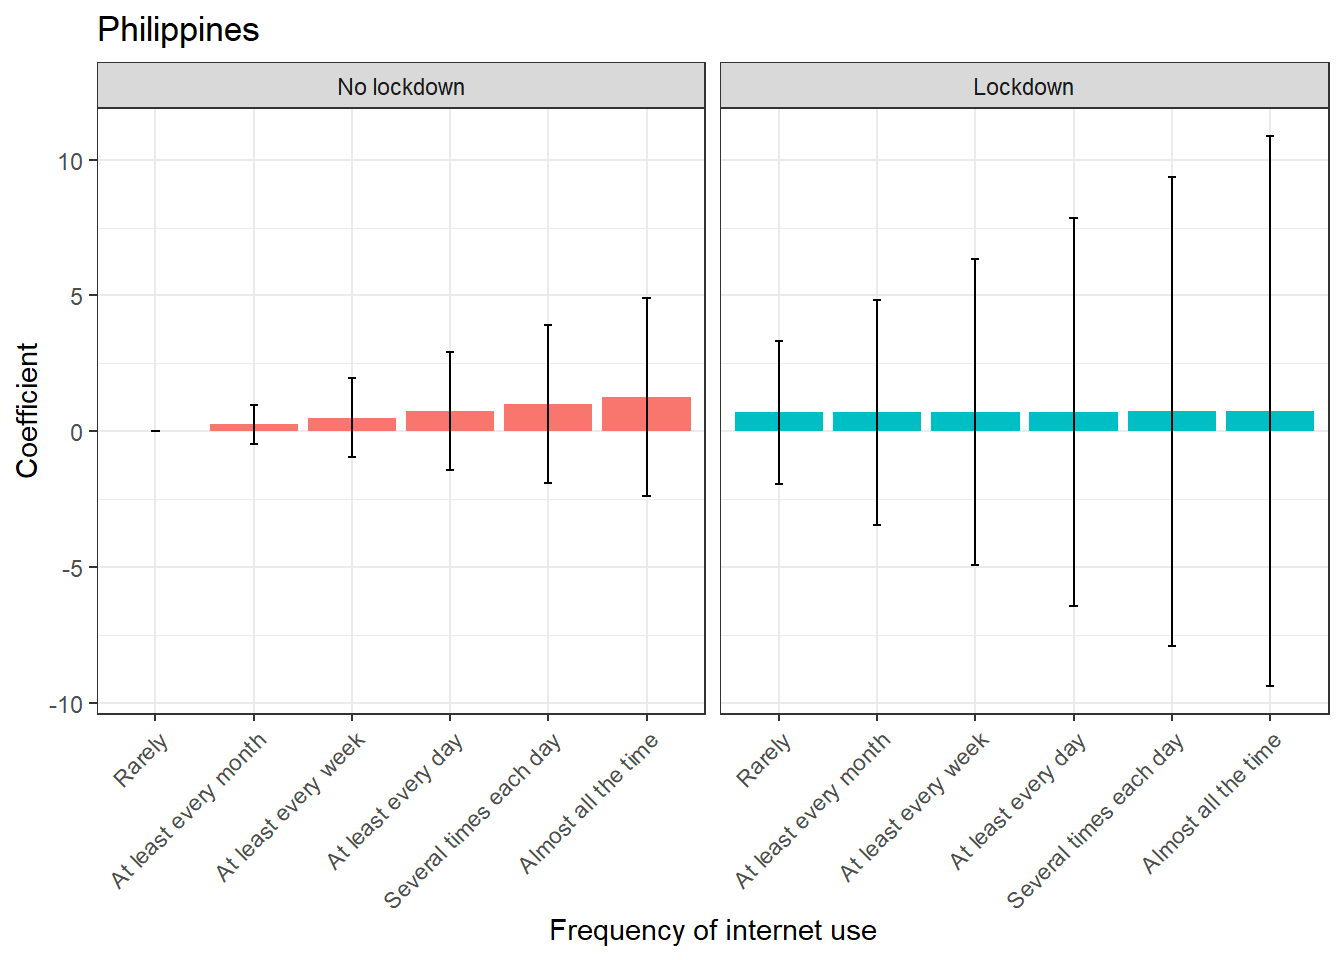 Philippines
No lockdown
Lockdown
Coefficient
10
5
0
-5
-10
Rarely
At least every month
At least every week
At least every day
Several times each day
Almost all the time
Rarely
At least every month
At least every week
At least every day
Several times each day
Almost all the time
Frequency of internet use